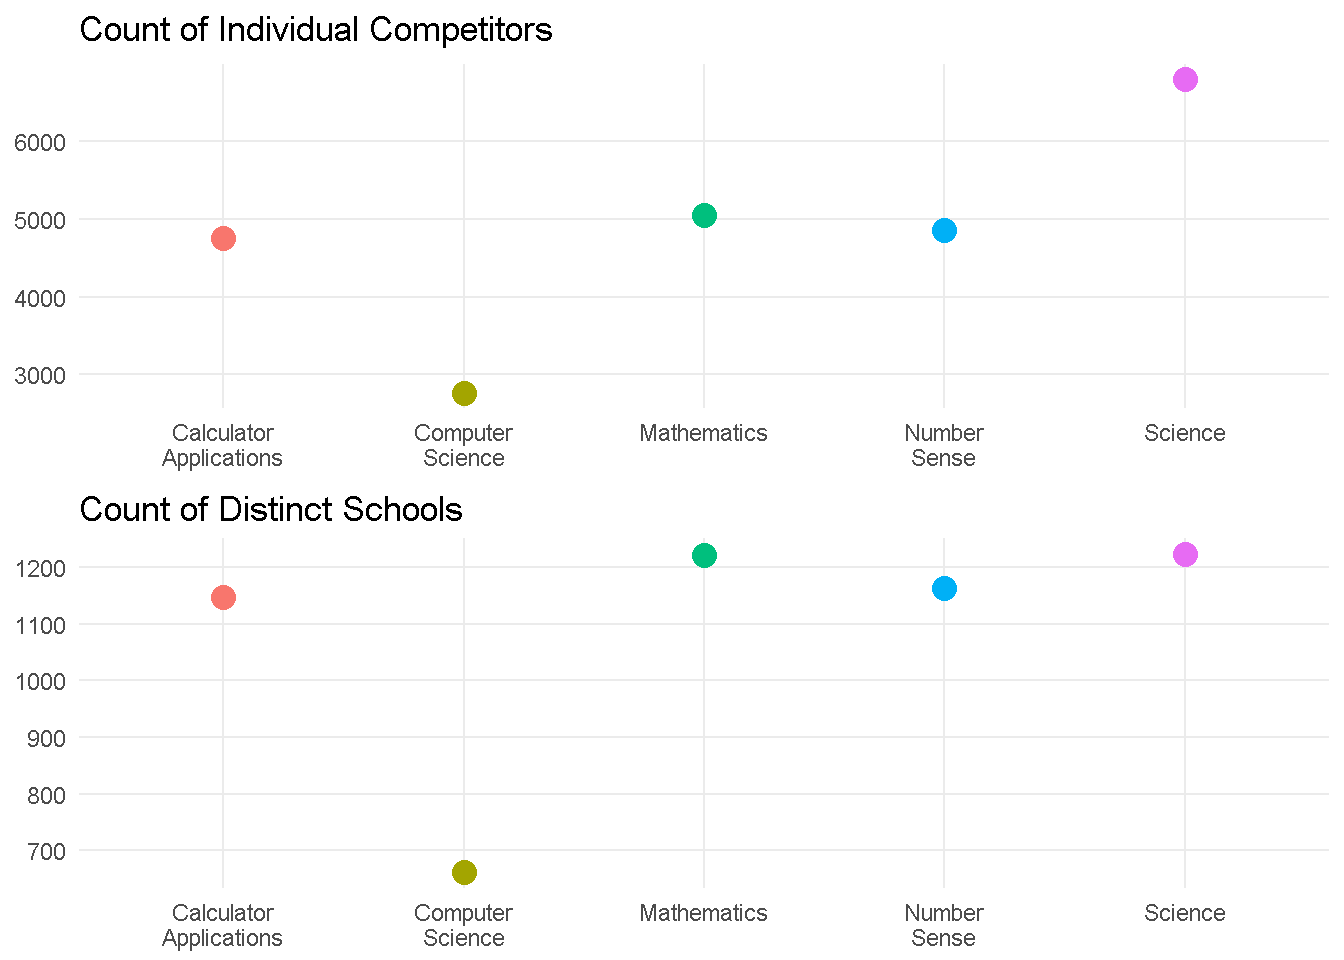 Count of Individual Competitors
6000
5000
4000
3000
Calculator
Applications
Computer
Science
Mathematics
Number
Sense
Science
Count of Distinct Schools
1200
1100
1000
900
800
700
Calculator
Applications
Computer
Science
Mathematics
Number
Sense
Science